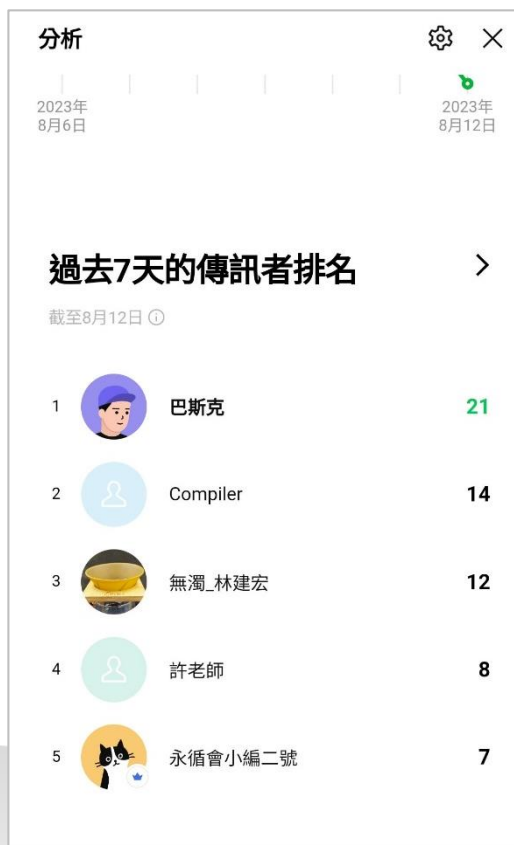 分析
2023年
8月6日
2023年
8月12日
過去7天的傳訊者排名
截至8月12日
1 巴斯克 21
2 Compiler 14
3 無濁_林建宏 12
4 許老師 8
5 永循會小編二號 7